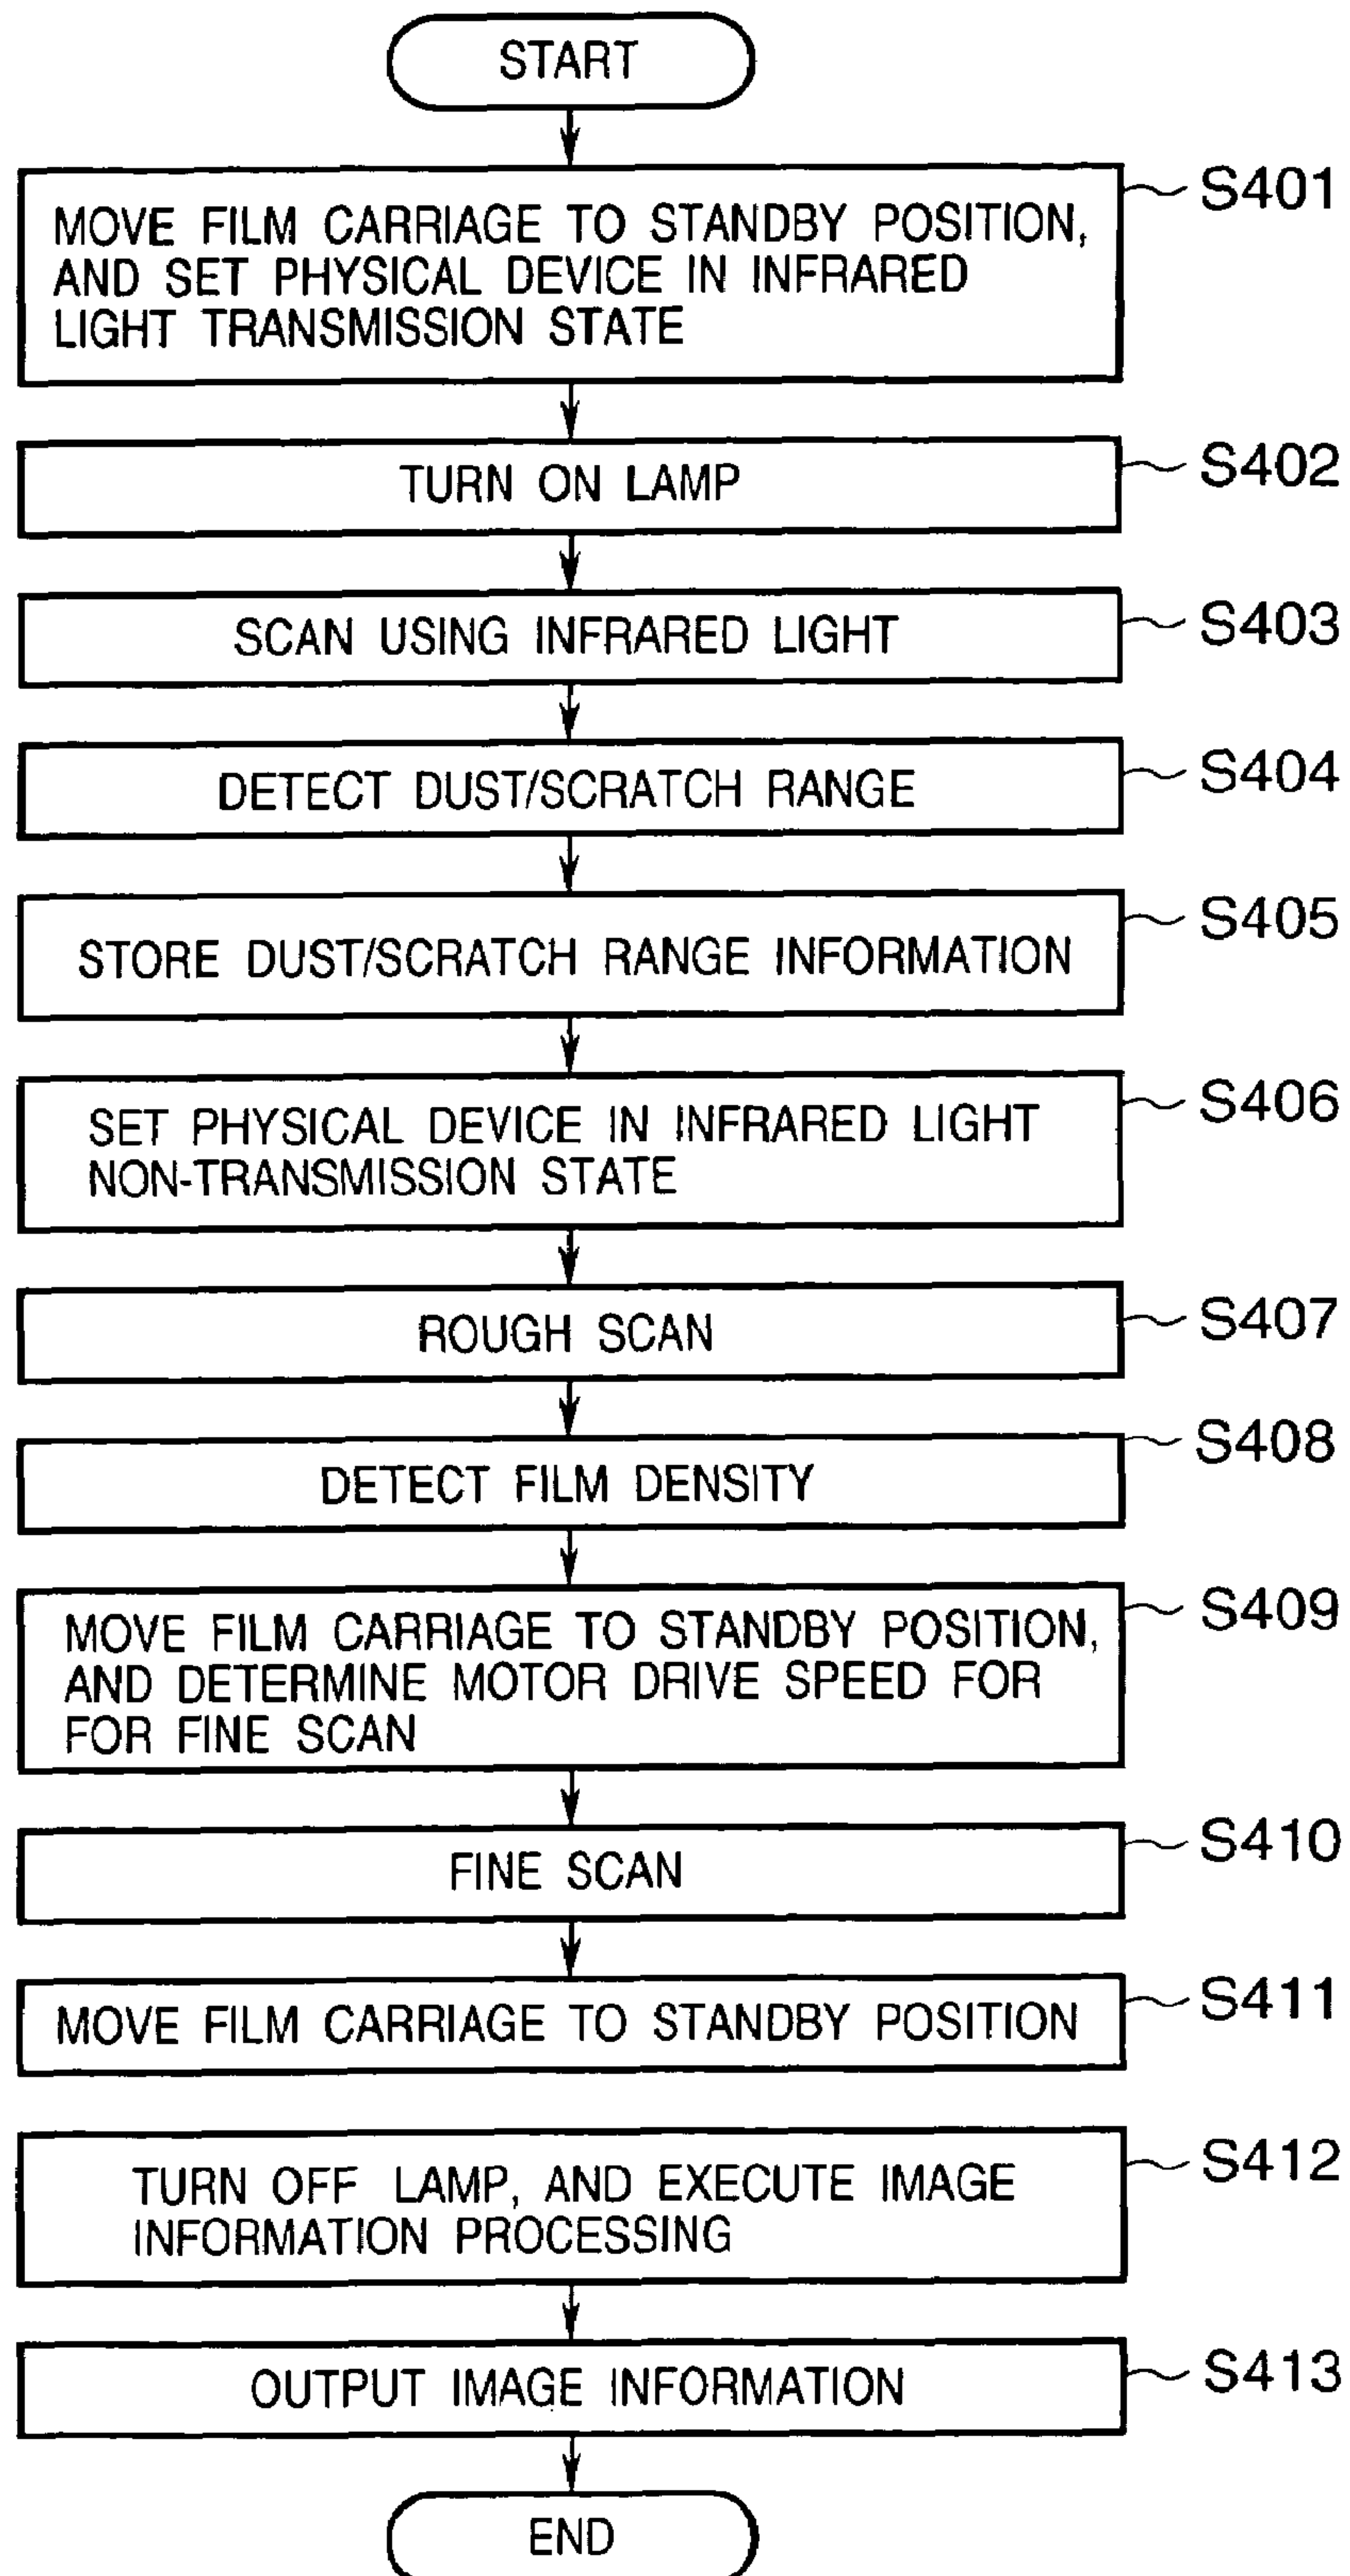 START
MOVE FILM CARRIAGE TO STANDBY POSITION,
AND SET PHYSICAL DEVICE IN INFRARED
LIGHT TRANSMISSION STATE
S401
TURN ON LAMP
S402
SCAN USING INFRARED LIGHT
S403
DETECT DUST/SCRATCH RANGE
S404
STORE DUST/SCRATCH RANGE INFORMATION
S405
SET PHYSICAL DEVICE IN INFRARED LIGHT
NON-TRANSMISSION STATE
S406
ROUGH SCAN
S407
DETECT FILM DENSITY
S408
MOVE FILM CARRIAGE TO STANDBY POSITION,
AND DETERMINE MOTOR DRIVE SPEED FOR
FOR FINE SCAN
S409
FINE SCAN
S410
MOVE FILM CARRIAGE TO STANDBY POSITION
S411
TURN OFF LAMP, AND EXECUTE IMAGE
INFORMATION PROCESSING
S412
OUTPUT IMAGE INFORMATION
S413
END